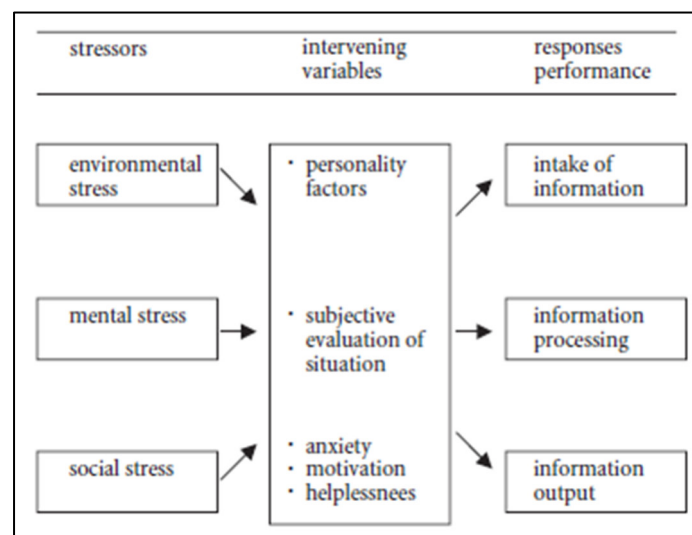 stressors
intervening
variables
responses
performance
environmental
stress
· personality
factors
intake of
information
mental stress
· subjective
evaluation of
situation
information
processing
social stress
· anxiety
· motivation
· helplessnees
information
output